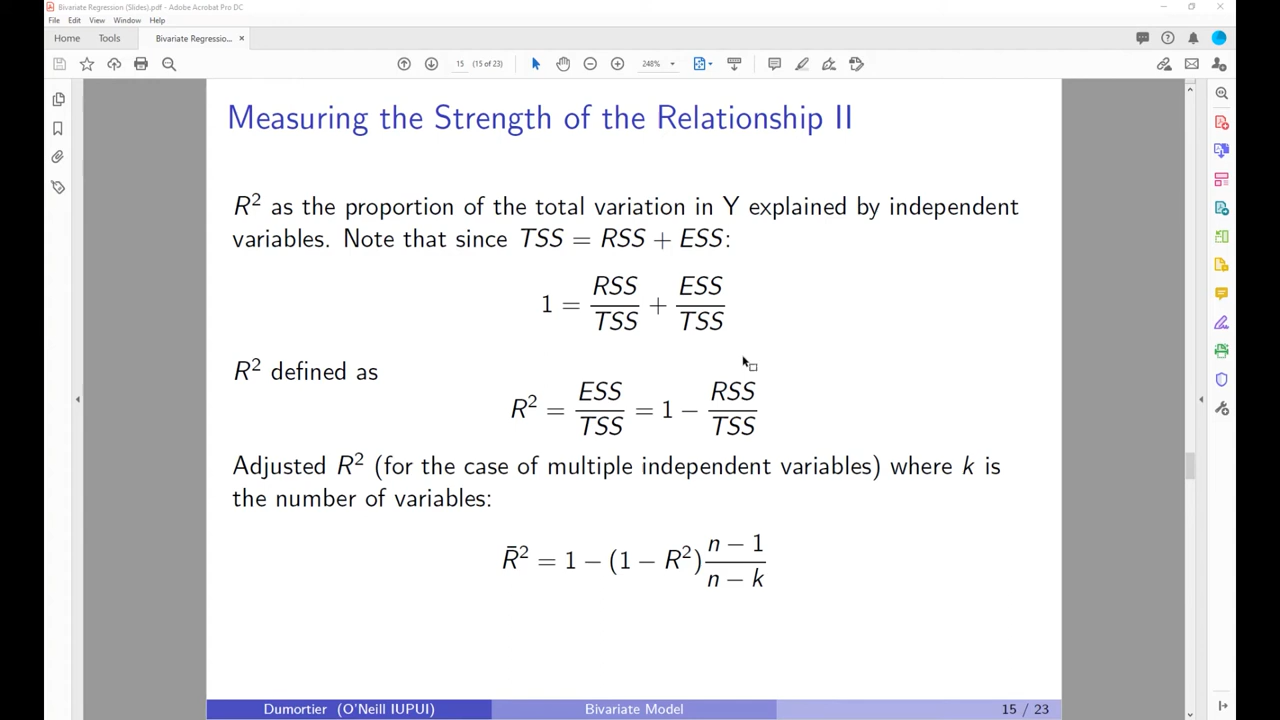 Bivariate Regression (Slides).pdf - Adobe Acrobat Pro DC
File Edit View Window Help
Home Tools Bivariate Regressio... ×
15 (15 of 23) 248%
Measuring the Strength of the Relationship II
R² as the proportion of the total variation in Y explained by independent
variables. Note that since TSS = RSS + ESS:
1 = RSS/TSS + ESS/TSS
R² defined as
R² = ESS/TSS = 1 − RSS/TSS
Adjusted R² (for the case of multiple independent variables) where k is
the number of variables:
R̄² = 1 − (1 − R²) (n − 1)/(n − k)
Dumortier (O'Neill IUPUI) Bivariate Model 15 / 23